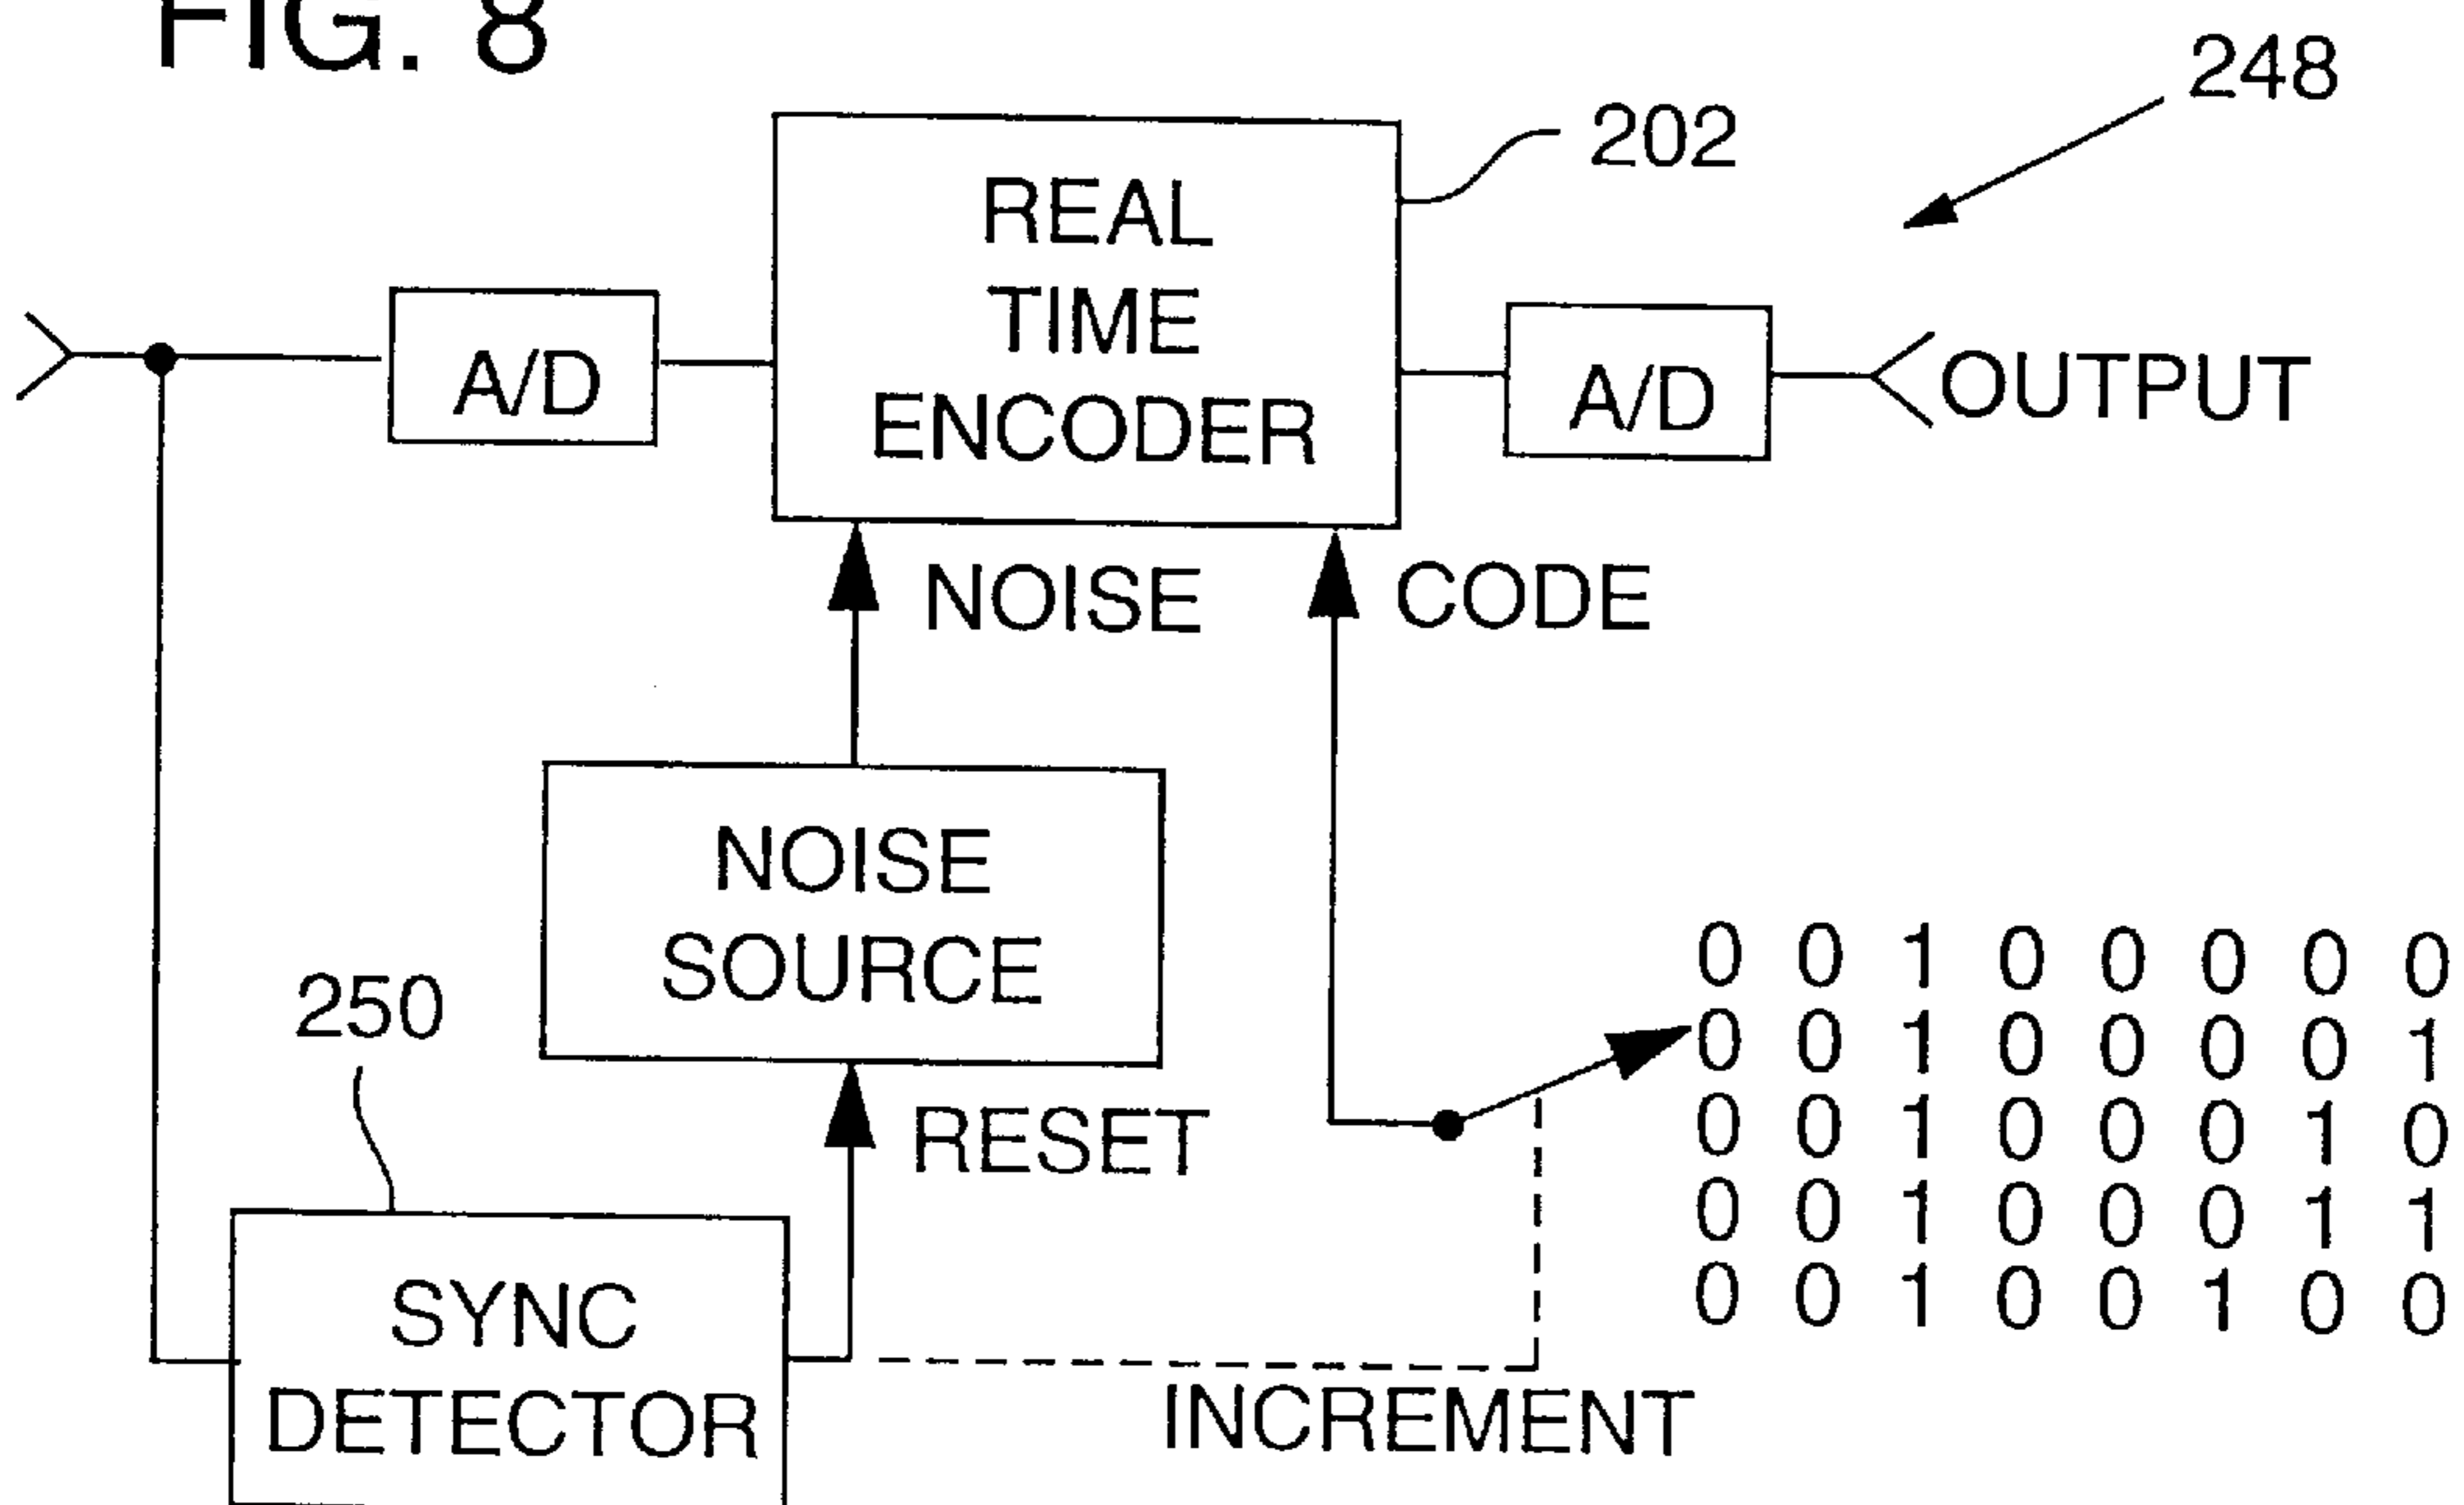 FIG. 8
248
202
REAL
TIME
ENCODER
A/D
A/D
OUTPUT
NOISE
CODE
NOISE
SOURCE
250
RESET
0 0 1 0 0 0 0 0
0 0 1 0 0 0 0 1
0 0 1 0 0 0 1 0
0 0 1 0 0 0 1 1
0 0 1 0 0 1 0 0
SYNC
DETECTOR
INCREMENT